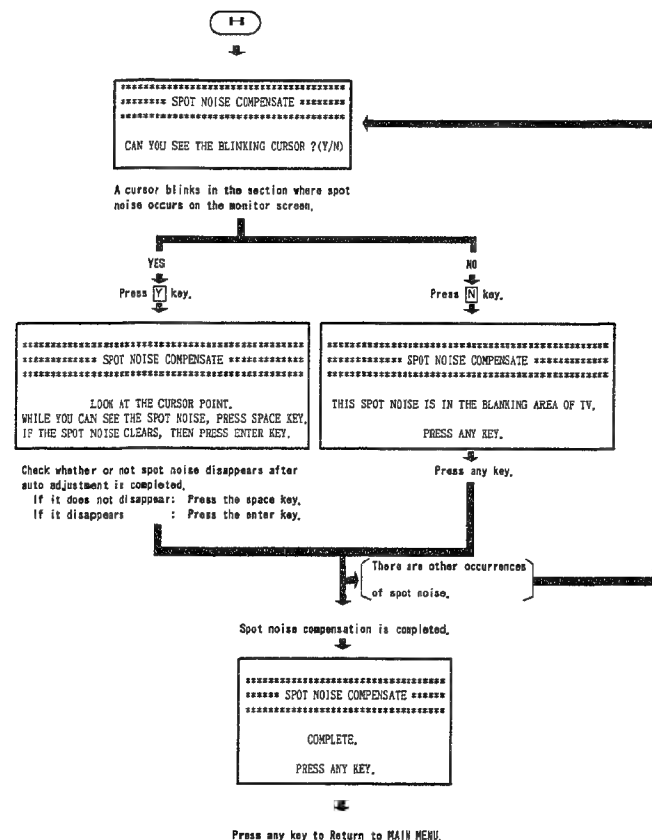 H
************************************
******** SPOT NOISE COMPENSATE ********
************************************
CAN YOU SEE THE BLINKING CURSOR ?(Y/N)
A cursor blinks in the section where spot
noise occurs on the monitor screen.
YES
NO
Press Y key.
Press N key.
************************************
************ SPOT NOISE COMPENSATE ************
************************************
LOOK AT THE CURSOR POINT.
WHILE YOU CAN SEE THE SPOT NOISE, PRESS SPACE KEY.
IF THE SPOT NOISE CLEARS, THEN PRESS ENTER KEY.
************************************
************ SPOT NOISE COMPENSATE ************
************************************
THIS SPOT NOISE IS IN THE BLANKING AREA OF TV.
PRESS ANY KEY.
Check whether or not spot noise disappears after
auto adjustment is completed.
If it does not disappear: Press the space key.
If it disappears : Press the enter key.
Press any key.
There are other occurrences
of spot noise.
Spot noise compensation is completed.
************************************
****** SPOT NOISE COMPENSATE ******
************************************
COMPLETE.
PRESS ANY KEY.
Press any key to Return to MAIN MENU.